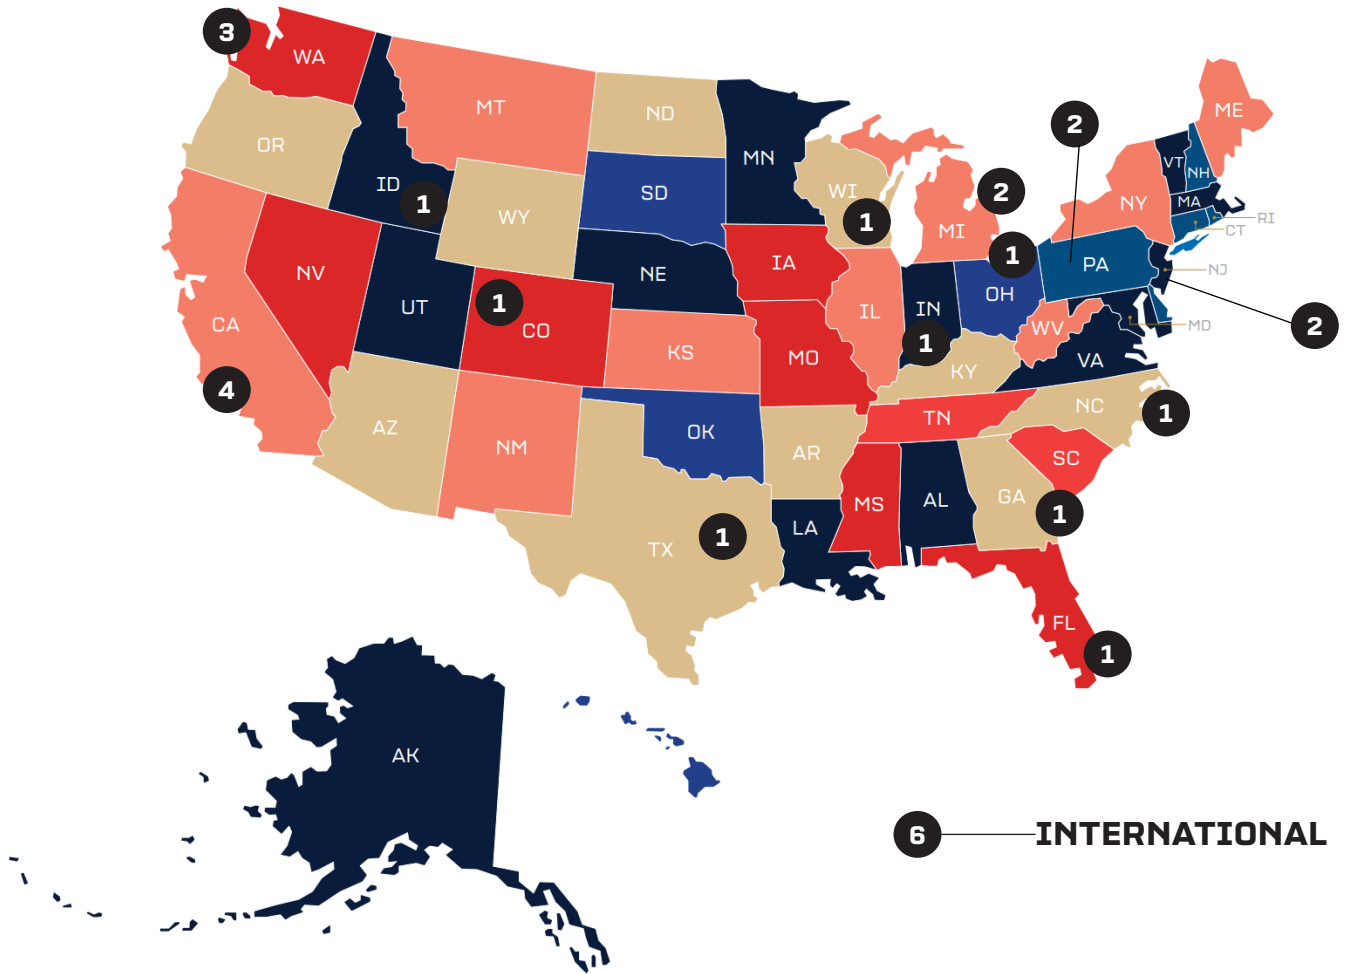 3
WA
MT
ND
MN
OR
ID
1
WY
SD
WI
1
MI
2
2
ME
VT
NH
NY
MA
RI
CT
NV
UT
1
CO
NE
IA
IL
IN
1
OH
1
PA
NJ
MD
2
CA
4
KS
MO
KY
WV
VA
AZ
NM
OK
AR
TN
NC
1
SC
TX
1
LA
MS
AL
GA
1
FL
1
AK
6
INTERNATIONAL